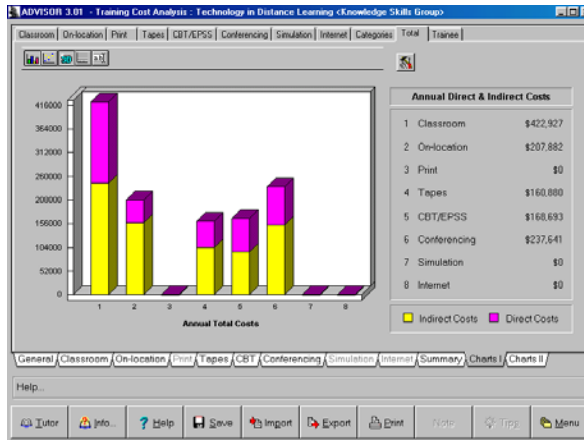 ADVISOR 3.01 - Training Cost Analysis : Technology in Distance Learning <Knowledge Skills Group>
Classroom On-location Print Tapes CBT/EPSS Conferencing Simulation Internet Categories Total Trainee
416000
364000
312000
260000
208000
156000
104000
52000
0
1 2 3 4 5 6 7 8
Annual Total Costs
Annual Direct & Indirect Costs
1 Classroom $422,927
2 On-location $207,882
3 Print $0
4 Tapes $160,880
5 CBT/EPSS $168,693
6 Conferencing $237,641
7 Simulation $0
8 Internet $0
Indirect Costs Direct Costs
General Classroom On-location Print Tapes CBT Conferencing Simulation Internet Summary Charts I Charts II
Help...
Tutor Info... Help Save Import Export Print Note Tips Menu